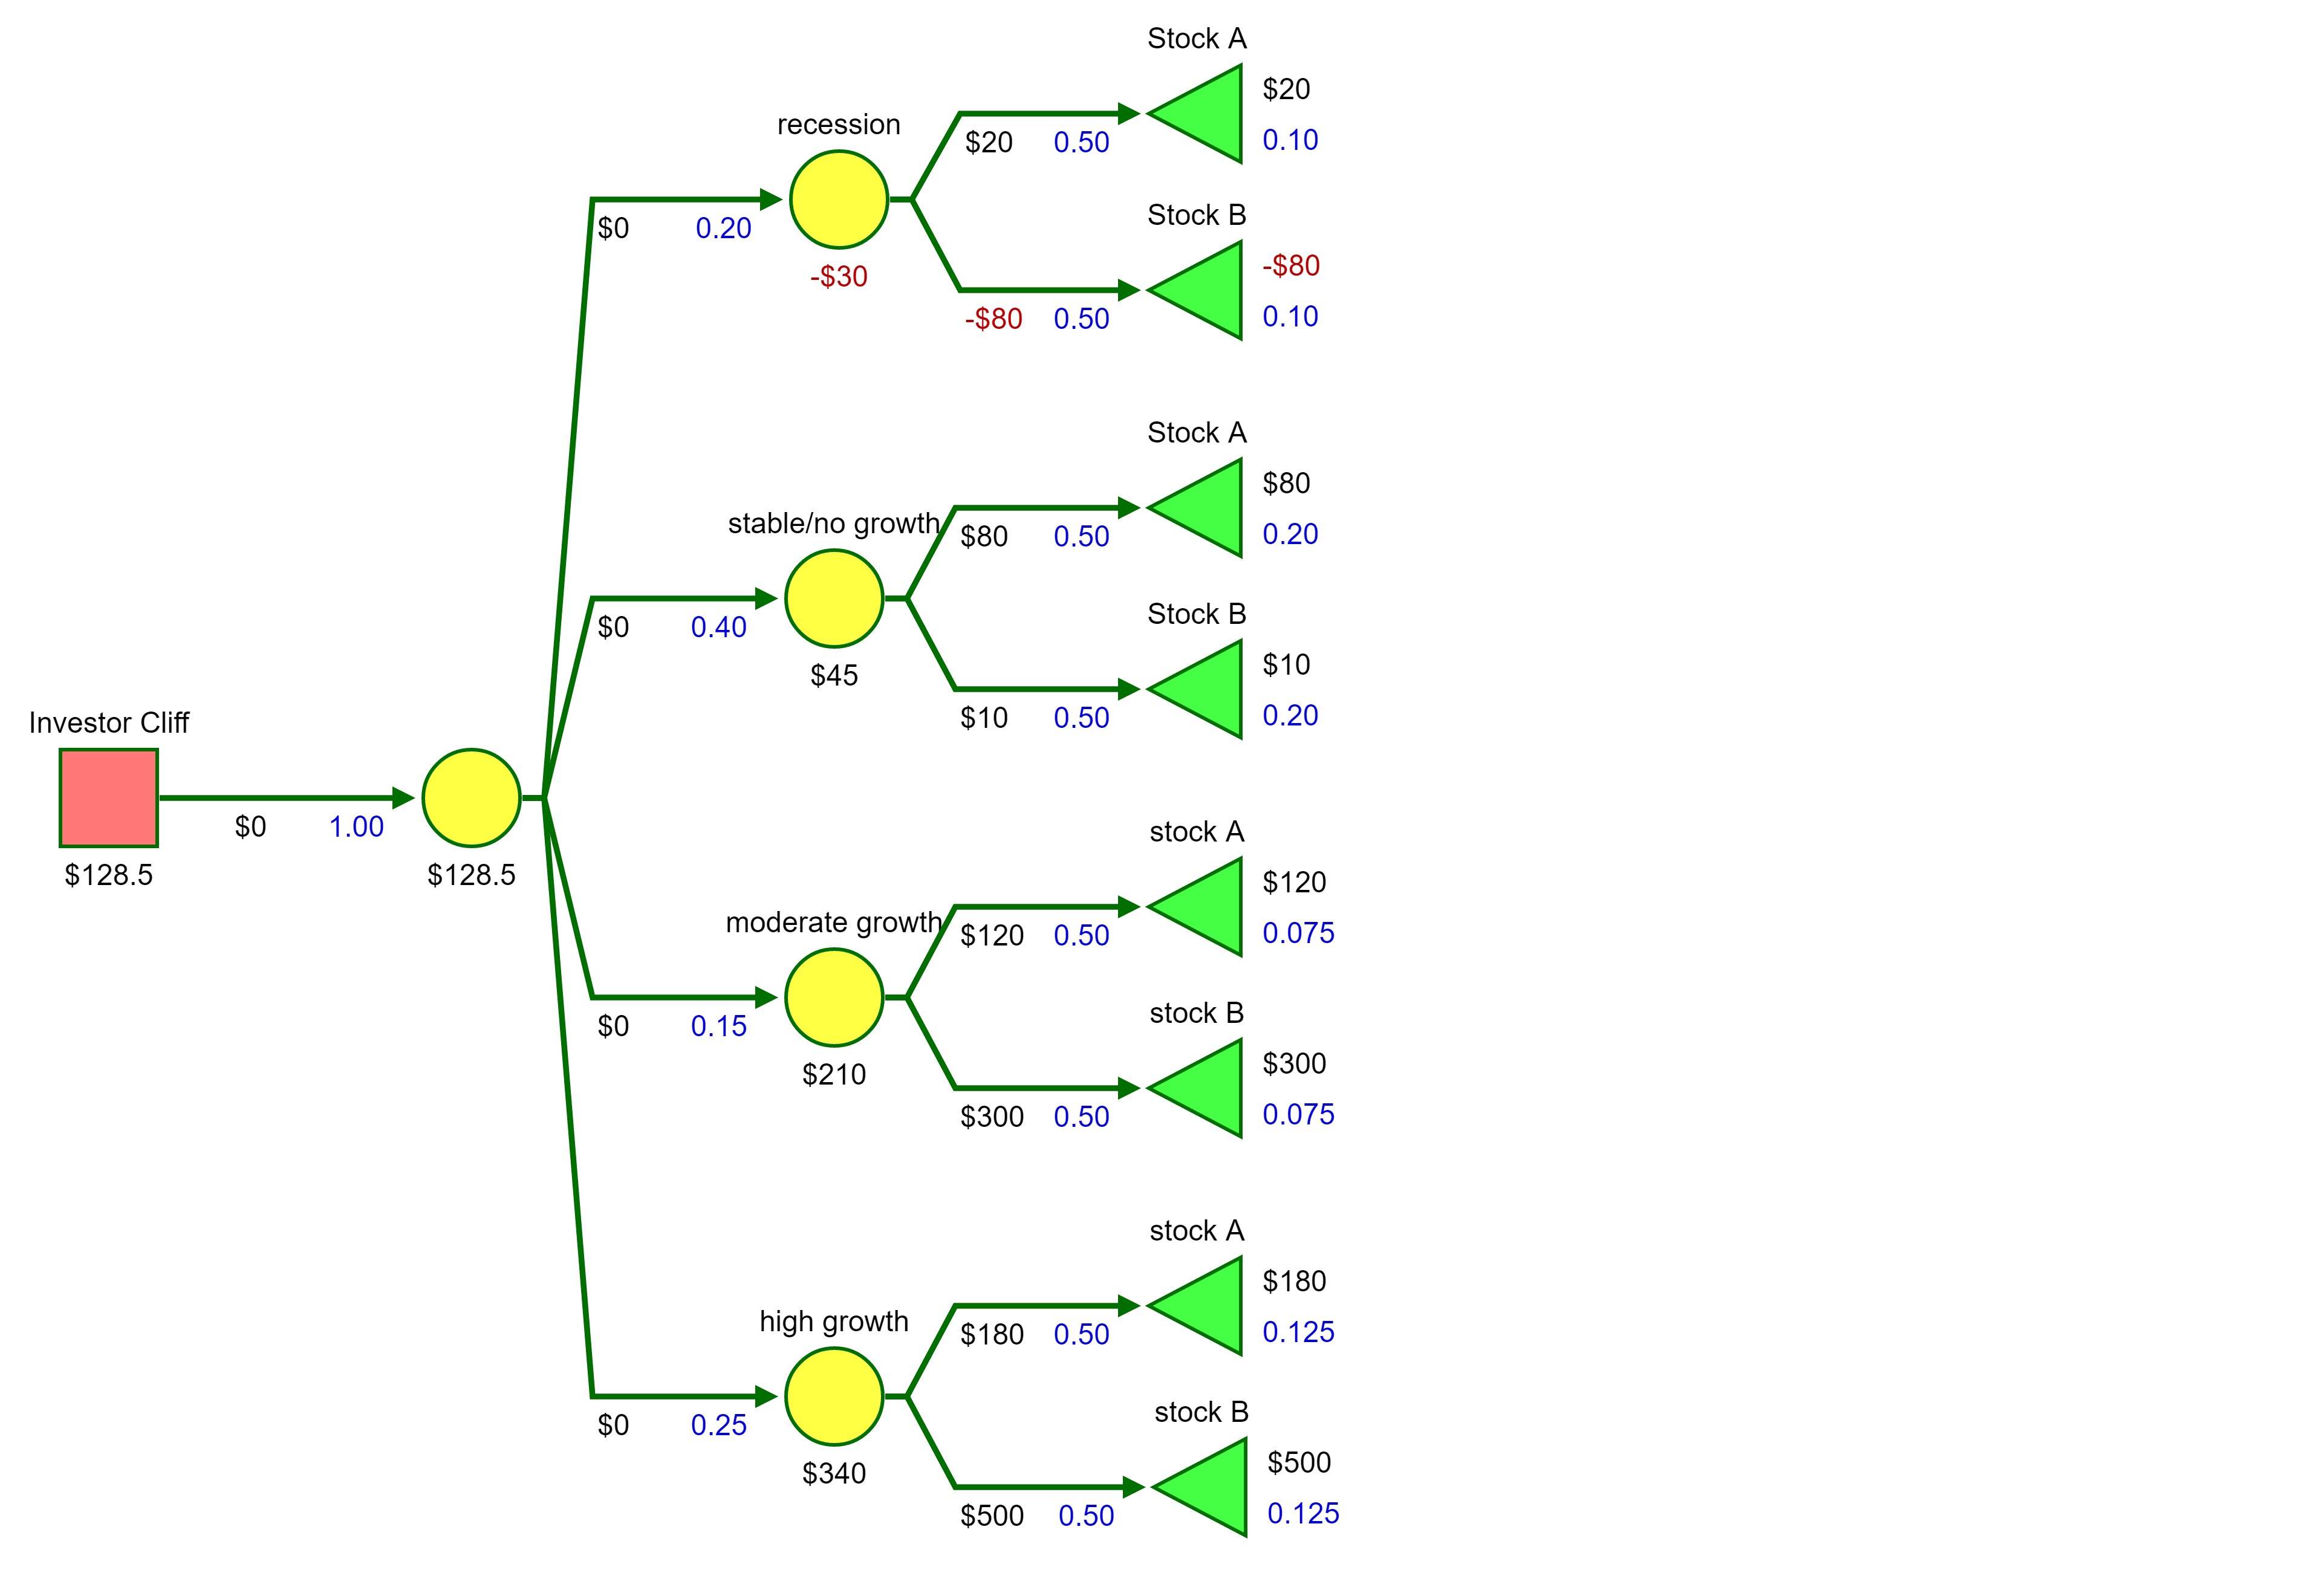 Stock A
$20
0.10
recession
$20 0.50
Stock B
$0 0.20
-$80
-$30
0.10
-$80 0.50
Stock A
$80
stable/no growth
$80 0.50
0.20
Stock B
$0 0.40
$10
$45
$10 0.50
0.20
Investor Cliff
$0 1.00
$128.5
$128.5
stock A
$120
moderate growth
$120 0.50
0.075
stock B
$0 0.15
$300
$210
$300 0.50
0.075
stock A
$180
high growth
$180 0.50
0.125
stock B
$0 0.25
$500
$340
$500 0.50
0.125